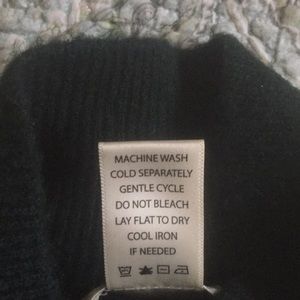 MACHINE WASH
COLD SEPARATELY
GENTLE CYCLE
DO NOT BLEACH
LAY FLAT TO DRY
COOL IRON
IF NEEDED